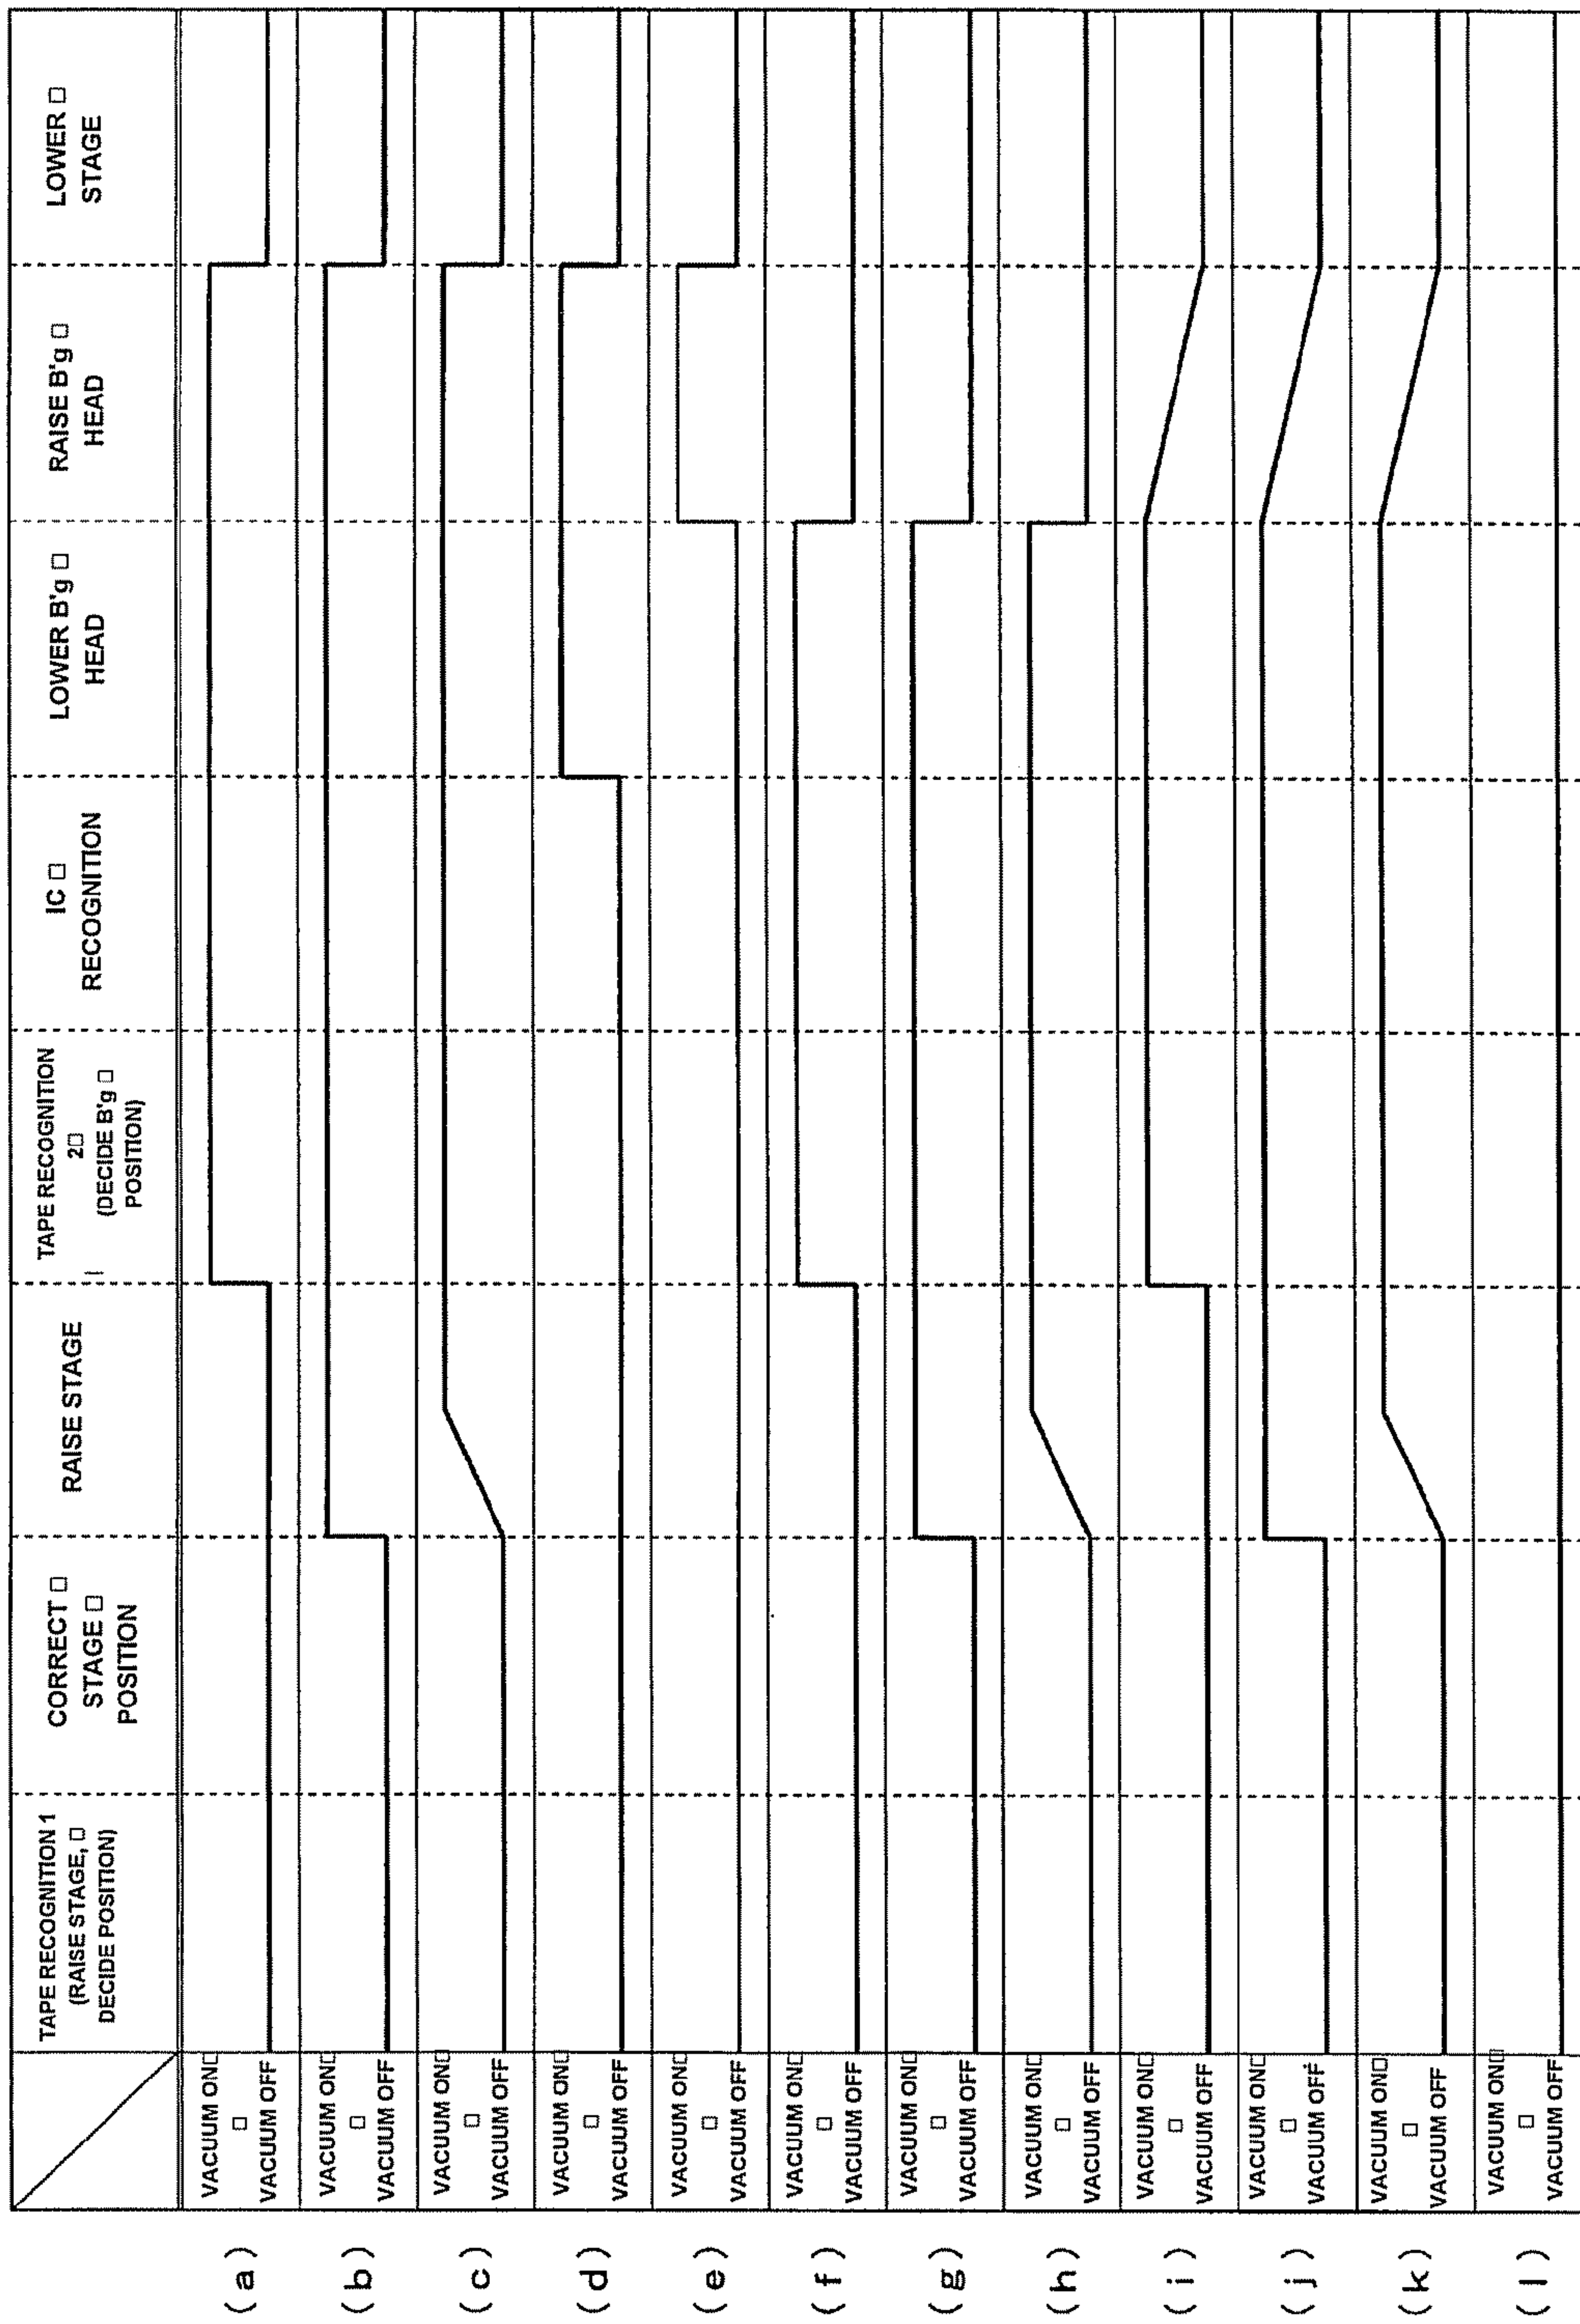 TAPE RECOGNITION 1
(RAISE STAGE, □
DECIDE POSITION)
CORRECT □
STAGE □
POSITION
RAISE STAGE
TAPE RECOGNITION
2□
(DECIDE B'g □
POSITION)
IC □
RECOGNITION
LOWER B'g □
HEAD
RAISE B'g □
HEAD
LOWER □
STAGE
(a)
VACUUM ON□
□
VACUUM OFF
(b)
VACUUM ON□
□
VACUUM OFF
(c)
VACUUM ON□
□
VACUUM OFF
(d)
VACUUM ON□
□
VACUUM OFF
(e)
VACUUM ON□
□
VACUUM OFF
(f)
VACUUM ON□
□
VACUUM OFF
(g)
VACUUM ON□
□
VACUUM OFF
(h)
VACUUM ON□
□
VACUUM OFF
(i)
VACUUM ON□
□
VACUUM OFF
(j)
VACUUM ON□
□
VACUUM OFF
(k)
VACUUM ON□
□
VACUUM OFF
(l)
VACUUM ON□
□
VACUUM OFF